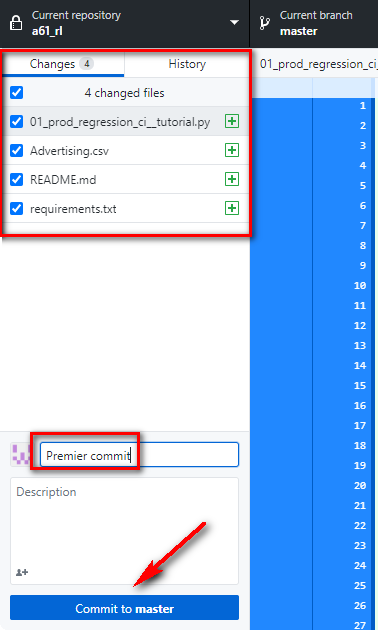 Current repository
a61_rl
Current branch
master
Changes 4
History
01_prod_regression_ci_
4 changed files
01_prod_regression_ci__tutorial.py
Advertising.csv
README.md
requirements.txt
1
2
3
4
5
6
7
8
9
10
11
12
13
14
15
16
17
18
19
20
21
22
23
24
25
26
27
Premier commit
Description
Commit to master